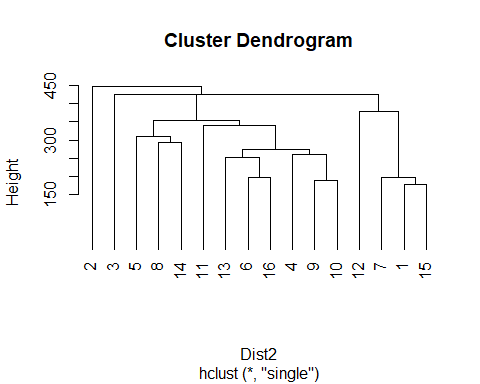 Cluster Dendrogram
Height
450
300
150
2 3 5 8 14 11 13 6 16 4 9 10 12 7 1 15
Dist2
hclust (*, "single")